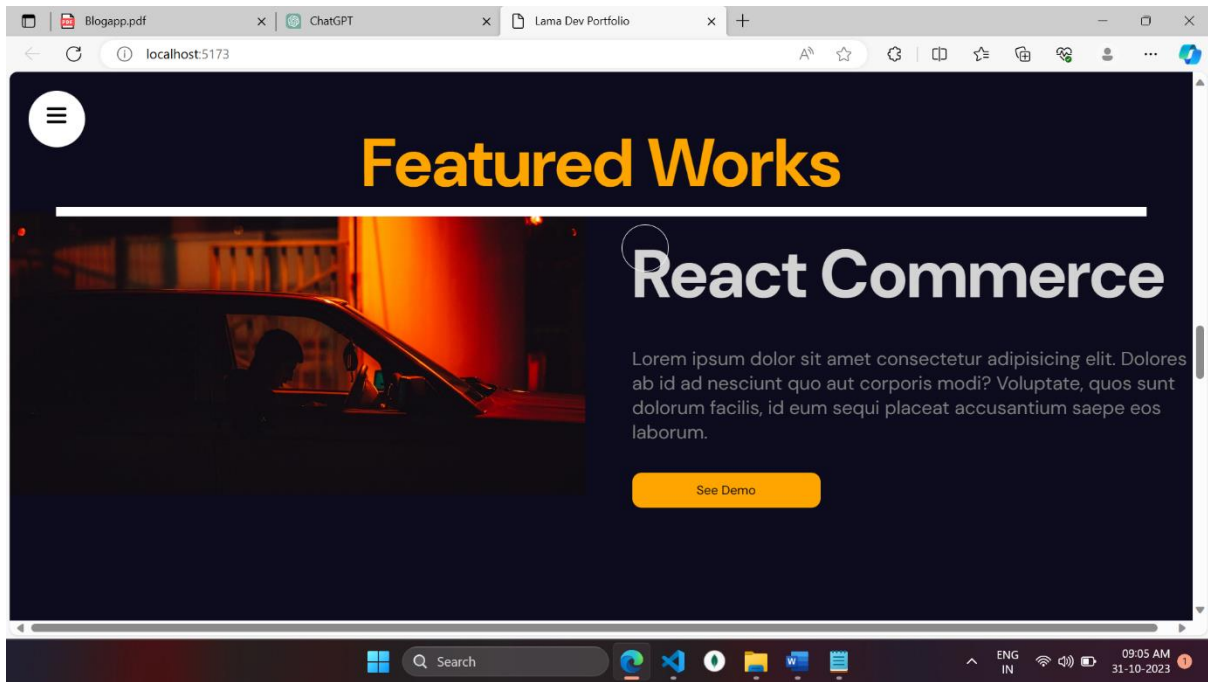 Blogapp.pdf
ChatGPT
Lama Dev Portfolio
localhost:5173
Featured Works
React Commerce
Lorem ipsum dolor sit amet consectetur adipisicing elit. Dolores
ab id ad nesciunt quo aut corporis modi? Voluptate, quos sunt
dolorum facilis, id eum sequi placeat accusantium saepe eos
laborum.
See Demo
Search
ENG
IN
09:05 AM
31-10-2023
1